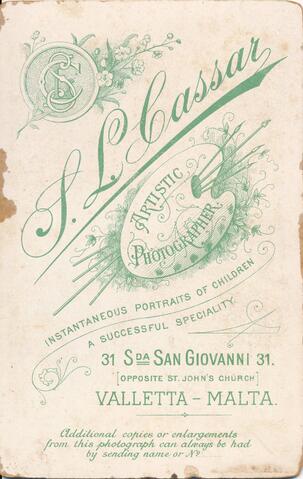 S. L. Cassar
ARTISTIC
PHOTOGRAPHER.
INSTANTANEOUS PORTRAITS OF CHILDREN
A SUCCESSFUL SPECIALITY.
31 SDA SAN GIOVANNI 31.
[OPPOSITE ST. JOHN'S CHURCH]
VALLETTA - MALTA.
Additional copies or enlargements
from this photograph can always be had
by sending name or No.